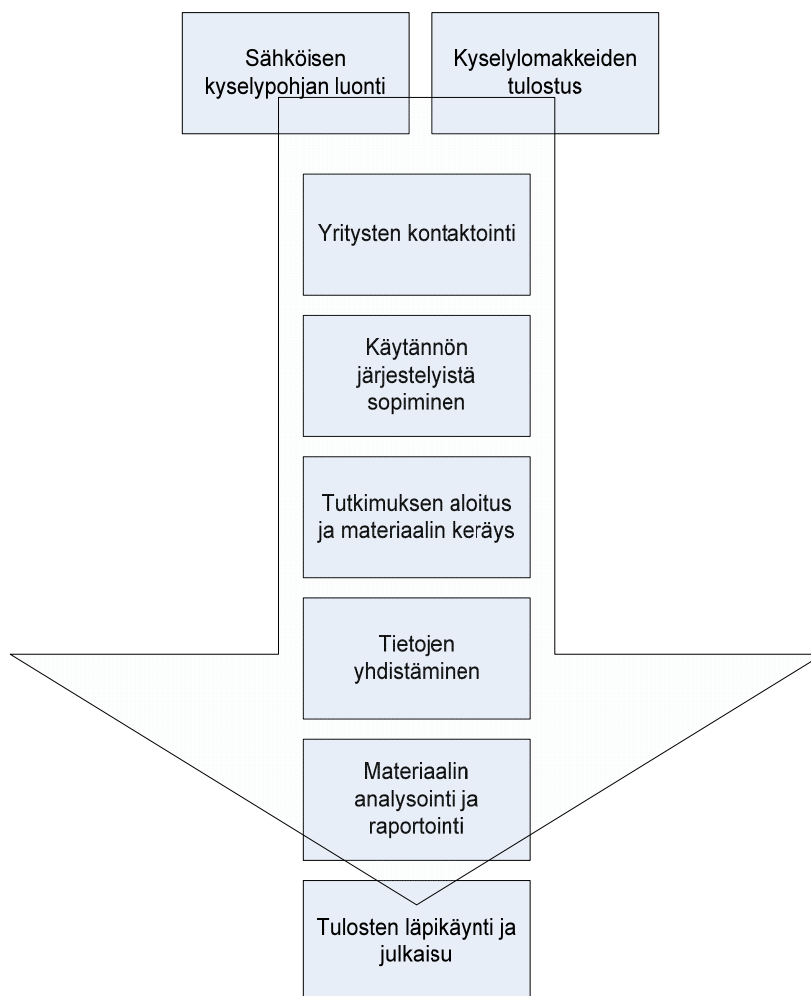 Sähköisen
kyselypohjan luonti
Kyselylomakkeiden
tulostus
Yritysten kontaktointi
Käytännön
järjestelyistä
sopiminen
Tutkimuksen aloitus
ja materiaalin keräys
Tietojen
yhdistäminen
Materiaalin
analysointi ja
raportointi
Tulosten läpikäynti ja
julkaisu